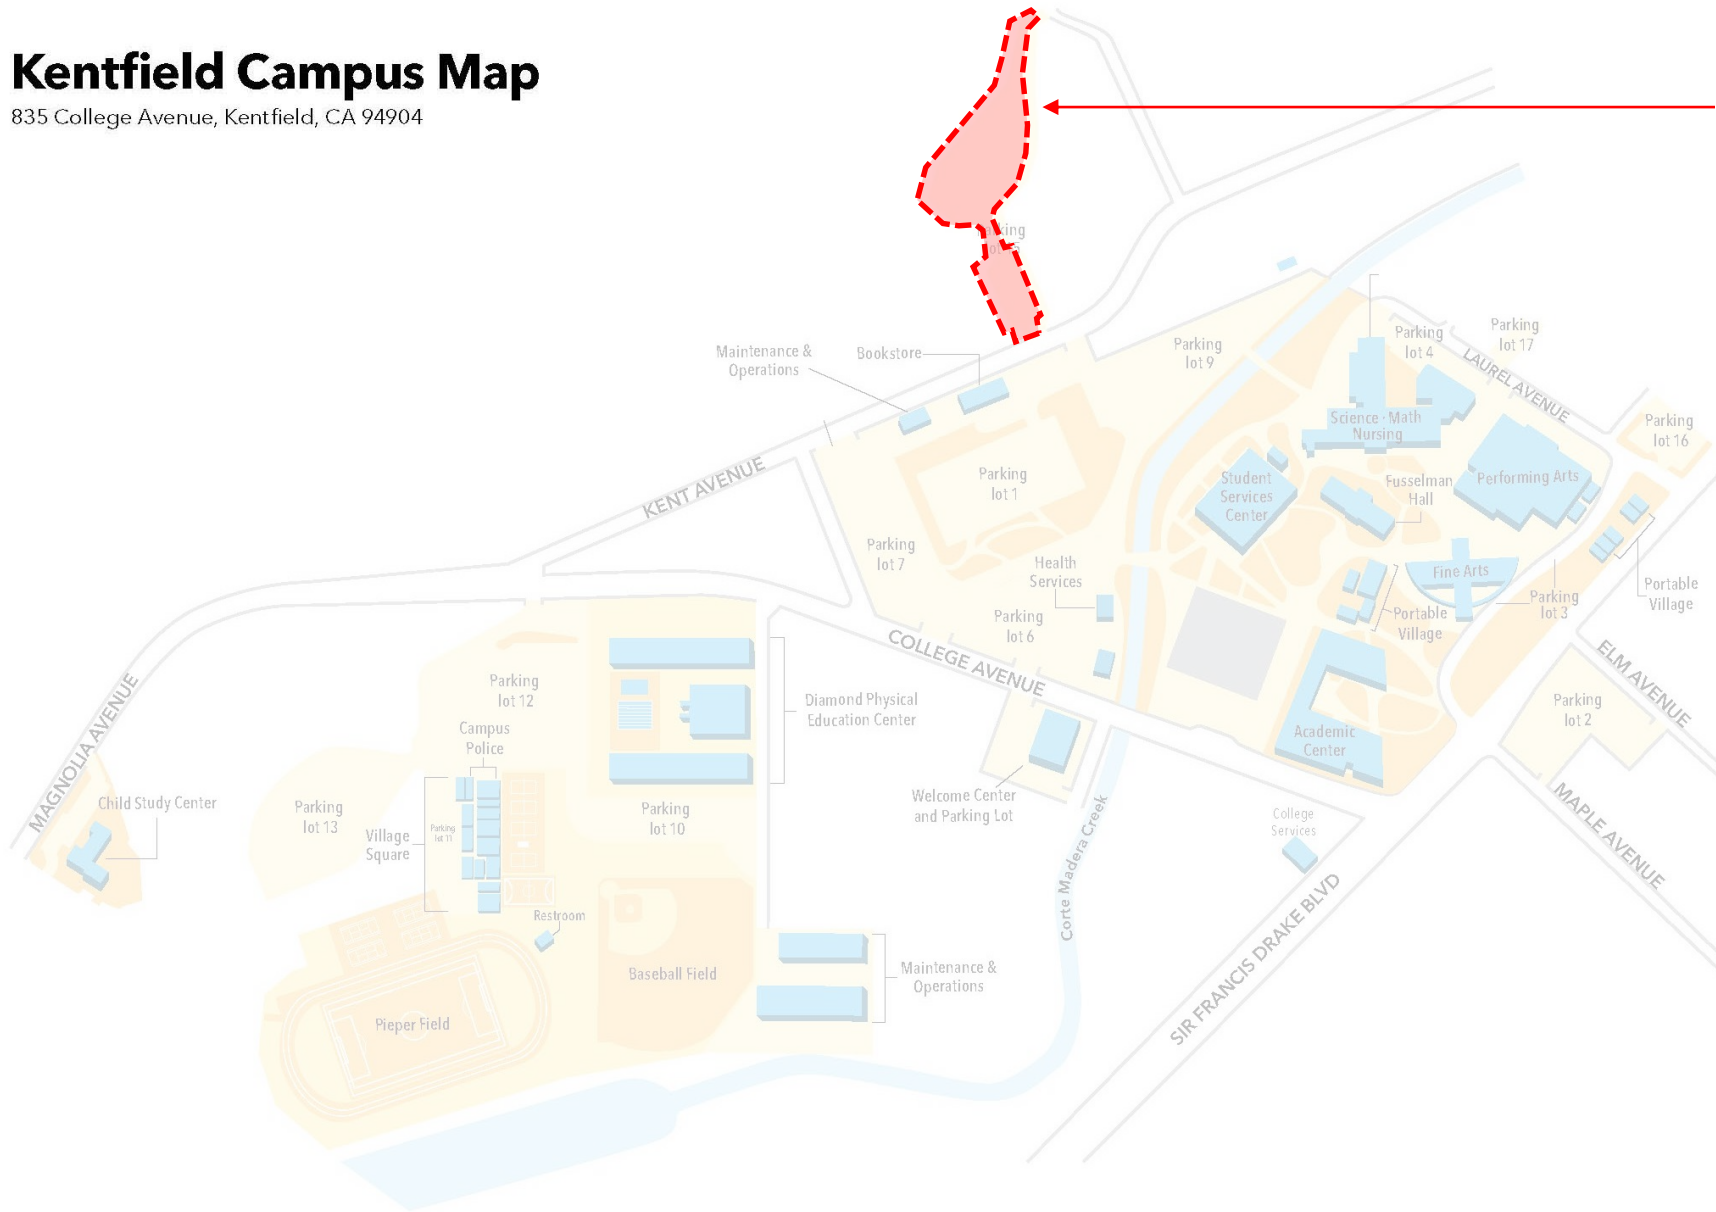 Kentfield Campus Map
835 College Avenue, Kentfield, CA 94904
Parking
Maintenance &
Operations
Bookstore
Parking
lot 9
Parking
lot 4
Parking
lot 17
LAUREL AVENUE
Parking
lot 16
Science · Math
Nursing
Performing Arts
Student
Services
Center
Fusselman
Hall
Parking
lot 1
KENT AVENUE
Parking
lot 7
Health
Services
Fine Arts
Parking
lot 3
Portable
Village
Portable
Village
Parking
lot 6
COLLEGE AVENUE
ELM AVENUE
Parking
lot 2
MAGNOLIA AVENUE
Parking
lot 12
Diamond Physical
Education Center
Campus
Police
Academic
Center
Child Study Center
Parking
lot 13
Village
Square
Parking
lot 11
Parking
lot 10
Welcome Center
and Parking Lot
Corte Madera Creek
College
Services
MAPLE AVENUE
SIR FRANCIS DRAKE BLVD
Restroom
Baseball Field
Maintenance &
Operations
Pieper Field